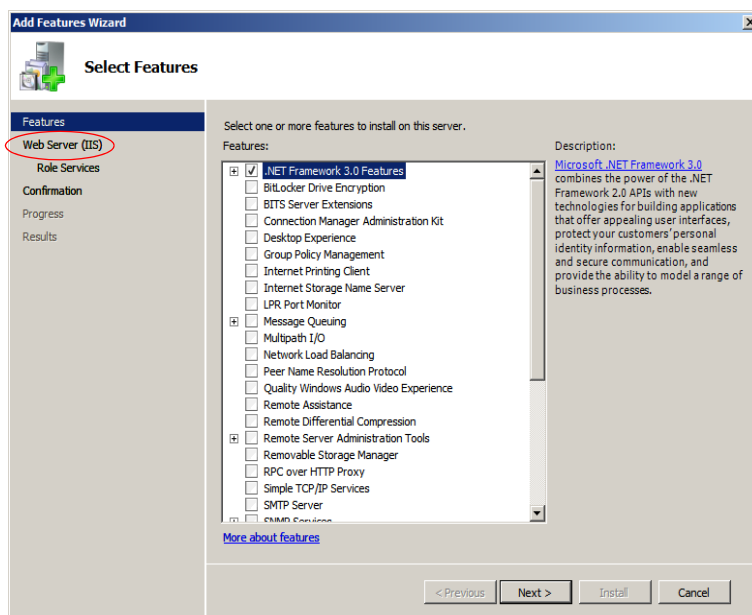 Add Features Wizard
Select Features
Features
Web Server (IIS)
Role Services
Confirmation
Progress
Results
Select one or more features to install on this server.
Features:
.NET Framework 3.0 Features
BitLocker Drive Encryption
BITS Server Extensions
Connection Manager Administration Kit
Desktop Experience
Group Policy Management
Internet Printing Client
Internet Storage Name Server
LPR Port Monitor
Message Queuing
Multipath I/O
Network Load Balancing
Peer Name Resolution Protocol
Quality Windows Audio Video Experience
Remote Assistance
Remote Differential Compression
Remote Server Administration Tools
Removable Storage Manager
RPC over HTTP Proxy
Simple TCP/IP Services
SMTP Server
SNMP Services
More about features
Description:
Microsoft .NET Framework 3.0
combines the power of the .NET
Framework 2.0 APIs with new
technologies for building applications
that offer appealing user interfaces,
protect your customers' personal
identity information, enable seamless
and secure communication, and
provide the ability to model a range of
business processes.
< Previous
Next >
Install
Cancel